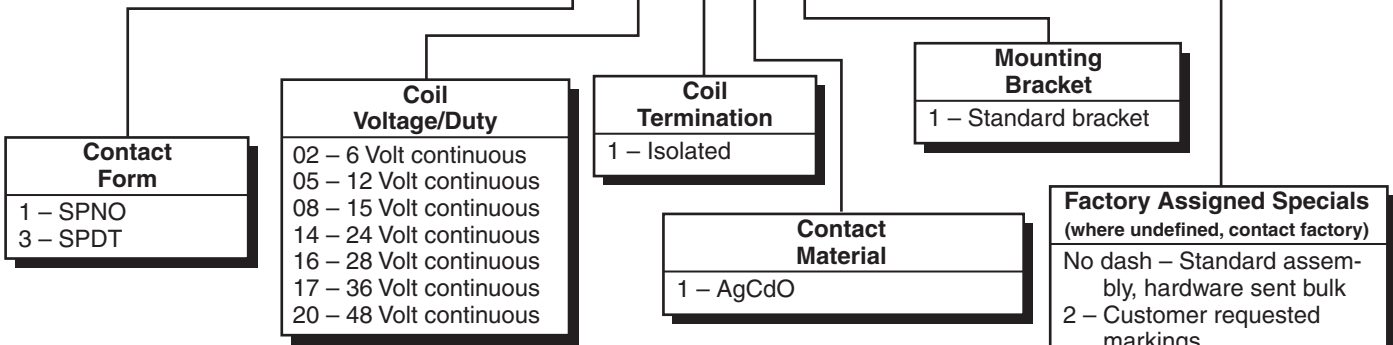 Contact
Form
1 – SPNO
3 – SPDT
Coil
Voltage/Duty
02 – 6 Volt continuous
05 – 12 Volt continuous
08 – 15 Volt continuous
14 – 24 Volt continuous
16 – 28 Volt continuous
17 – 36 Volt continuous
20 – 48 Volt continuous
Coil
Termination
1 – Isolated
Contact
Material
1 – AgCdO
Mounting
Bracket
1 – Standard bracket
Factory Assigned Specials
(where undefined, contact factory)
No dash – Standard assem-
bly, hardware sent bulk
2 – Customer requested
markings